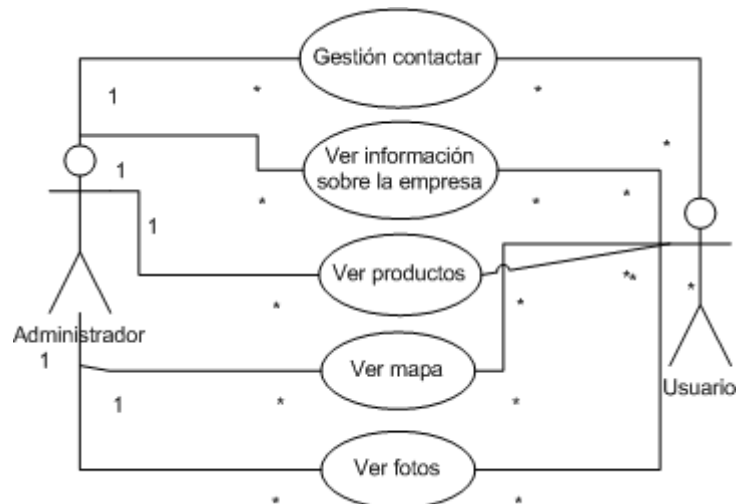 Gestión contactar
1
*
*
*
Ver información
sobre la empresa
1
*
*
*
1
Ver productos
*
*
**
*
Administrador
1
Ver mapa
Usuario
1
*
*
Ver fotos
*
*